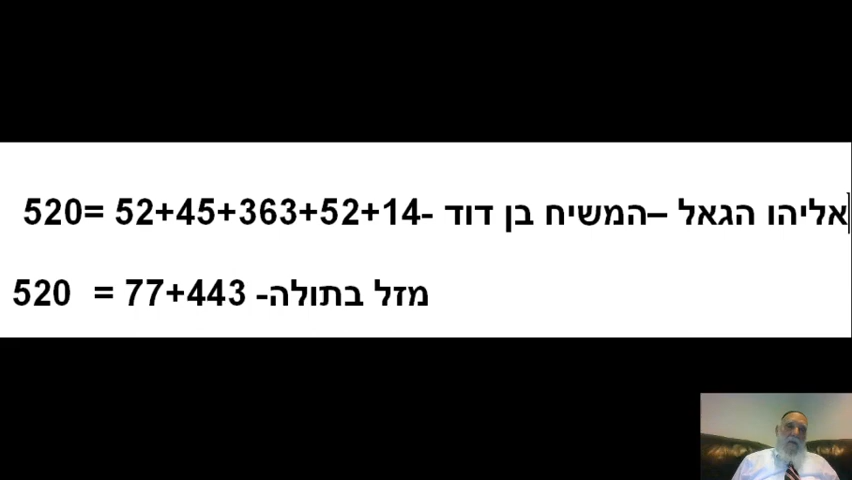 אליהו הגאל –המשיח בן דוד -52+45+363+52+14 =520
מזל בתולה- 77+443 = 520